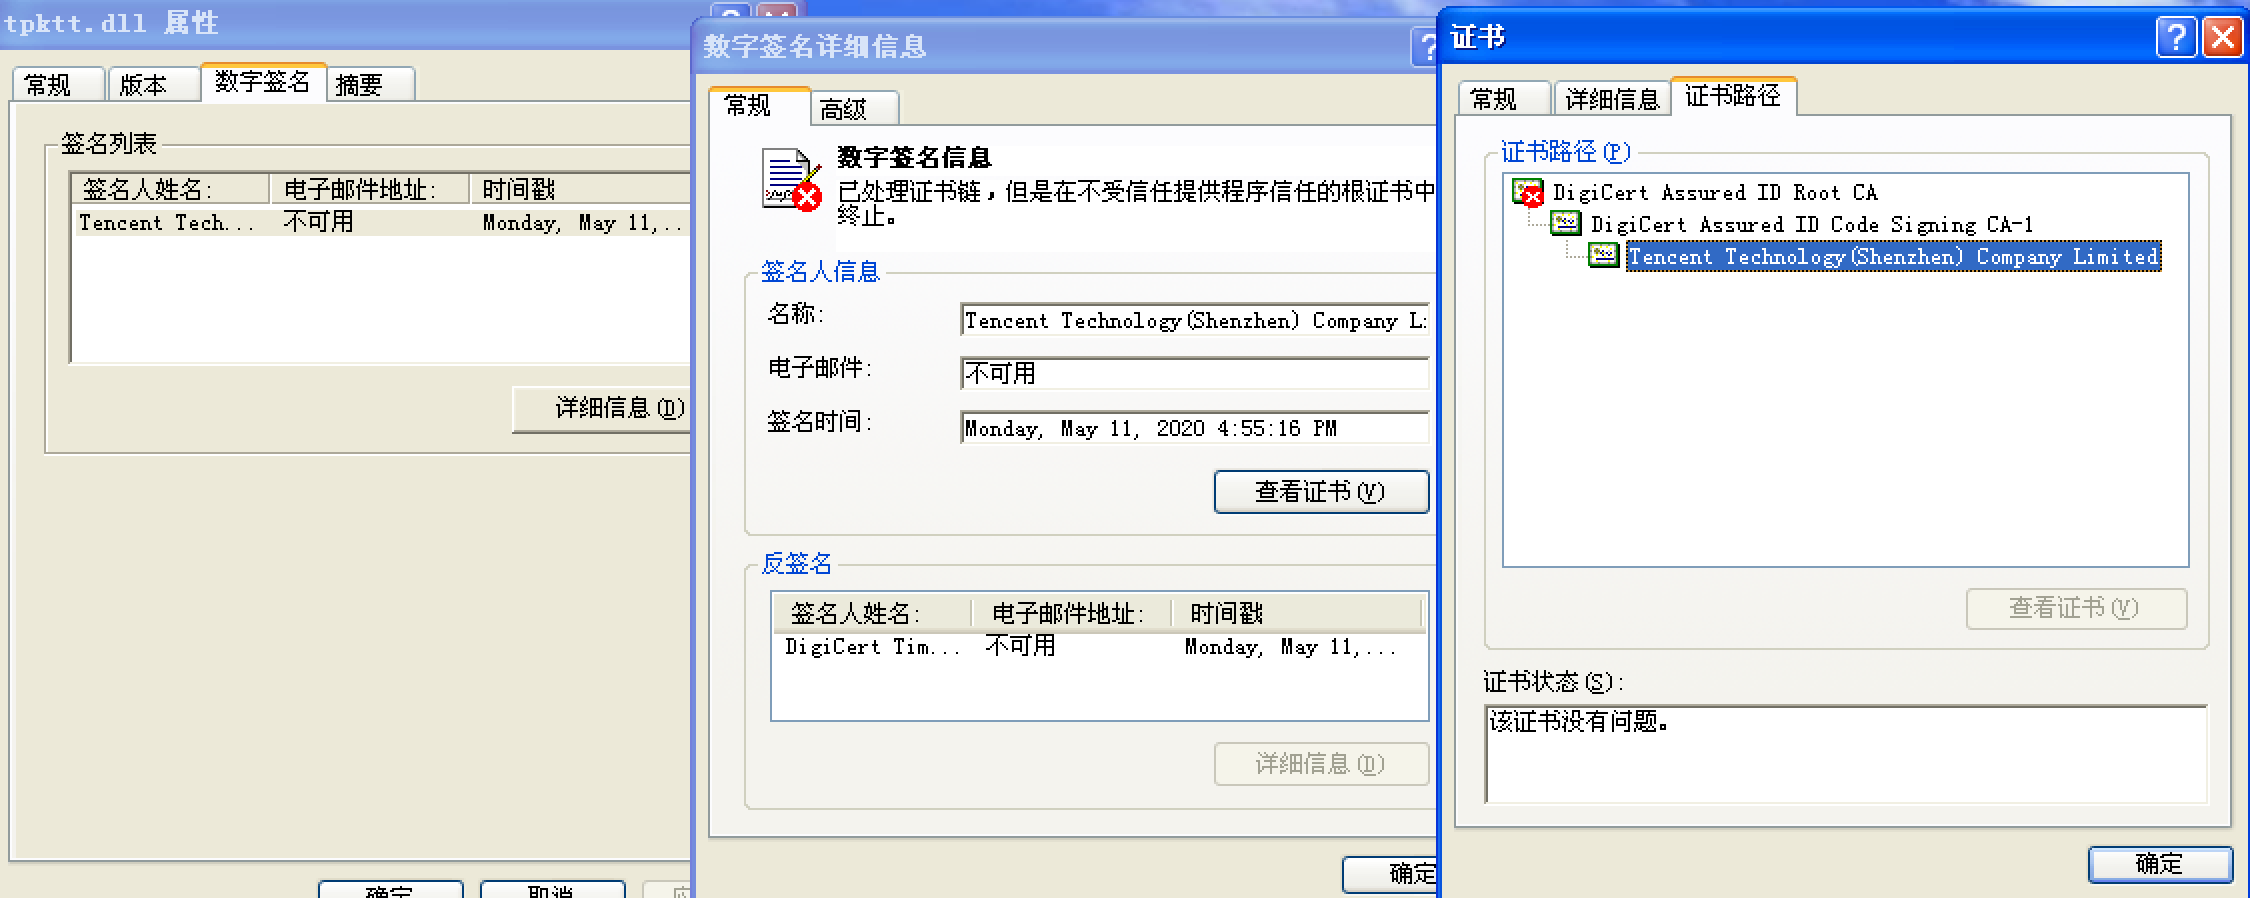 tpktt.dll 属性
常规
版本
数字签名
摘要
签名列表
签名人姓名:
电子邮件地址:
时间戳
Tencent Tech...
不可用
Monday, May 11,...
详细信息(D)
确定
取消
数字签名详细信息
常规
高级
数字签名信息
已处理证书链,但是在不受信任提供程序信任的根证书中
终止。
签名人信息
名称:
Tencent Technology(Shenzhen) Company L
电子邮件:
不可用
签名时间:
Monday, May 11, 2020 4:55:16 PM
查看证书(V)
反签名
签名人姓名:
电子邮件地址:
时间戳
DigiCert Tim...
不可用
Monday, May 11,...
详细信息(D)
确定
证书
常规
详细信息
证书路径
证书路径(P)
DigiCert Assured ID Root CA
DigiCert Assured ID Code Signing CA-1
Tencent Technology(Shenzhen) Company Limited
查看证书(V)
证书状态(S):
该证书没有问题。
确定